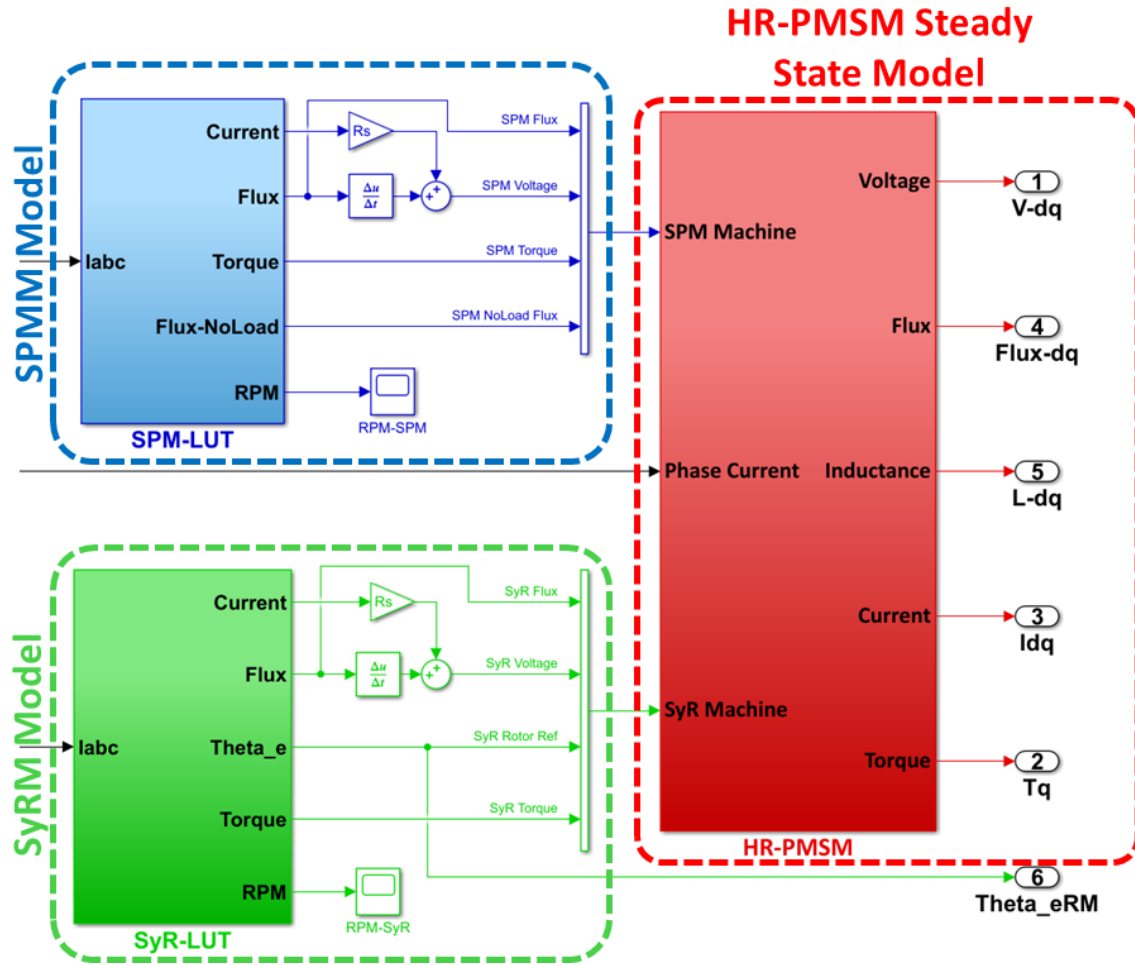 HR-PMSM Steady
State Model
SPMM Model
Iabc
Current
Flux
Torque
Flux-NoLoad
RPM
SPM-LUT
Rs
Δu
Δt
++
SPM Flux
SPM Voltage
SPM Torque
SPM NoLoad Flux
RPM-SPM
SPM Machine
Phase Current
SyR Machine
Voltage
Flux
Inductance
Current
Torque
HR-PMSM
1
V-dq
4
Flux-dq
5
L-dq
3
Idq
2
Tq
6
Theta_eRM
SyRM Model
Iabc
Current
Flux
Theta_e
Torque
RPM
SyR-LUT
Rs
Δu
Δt
++
SyR Flux
SyR Voltage
SyR Rotor Ref
SyR Torque
RPM-SyR